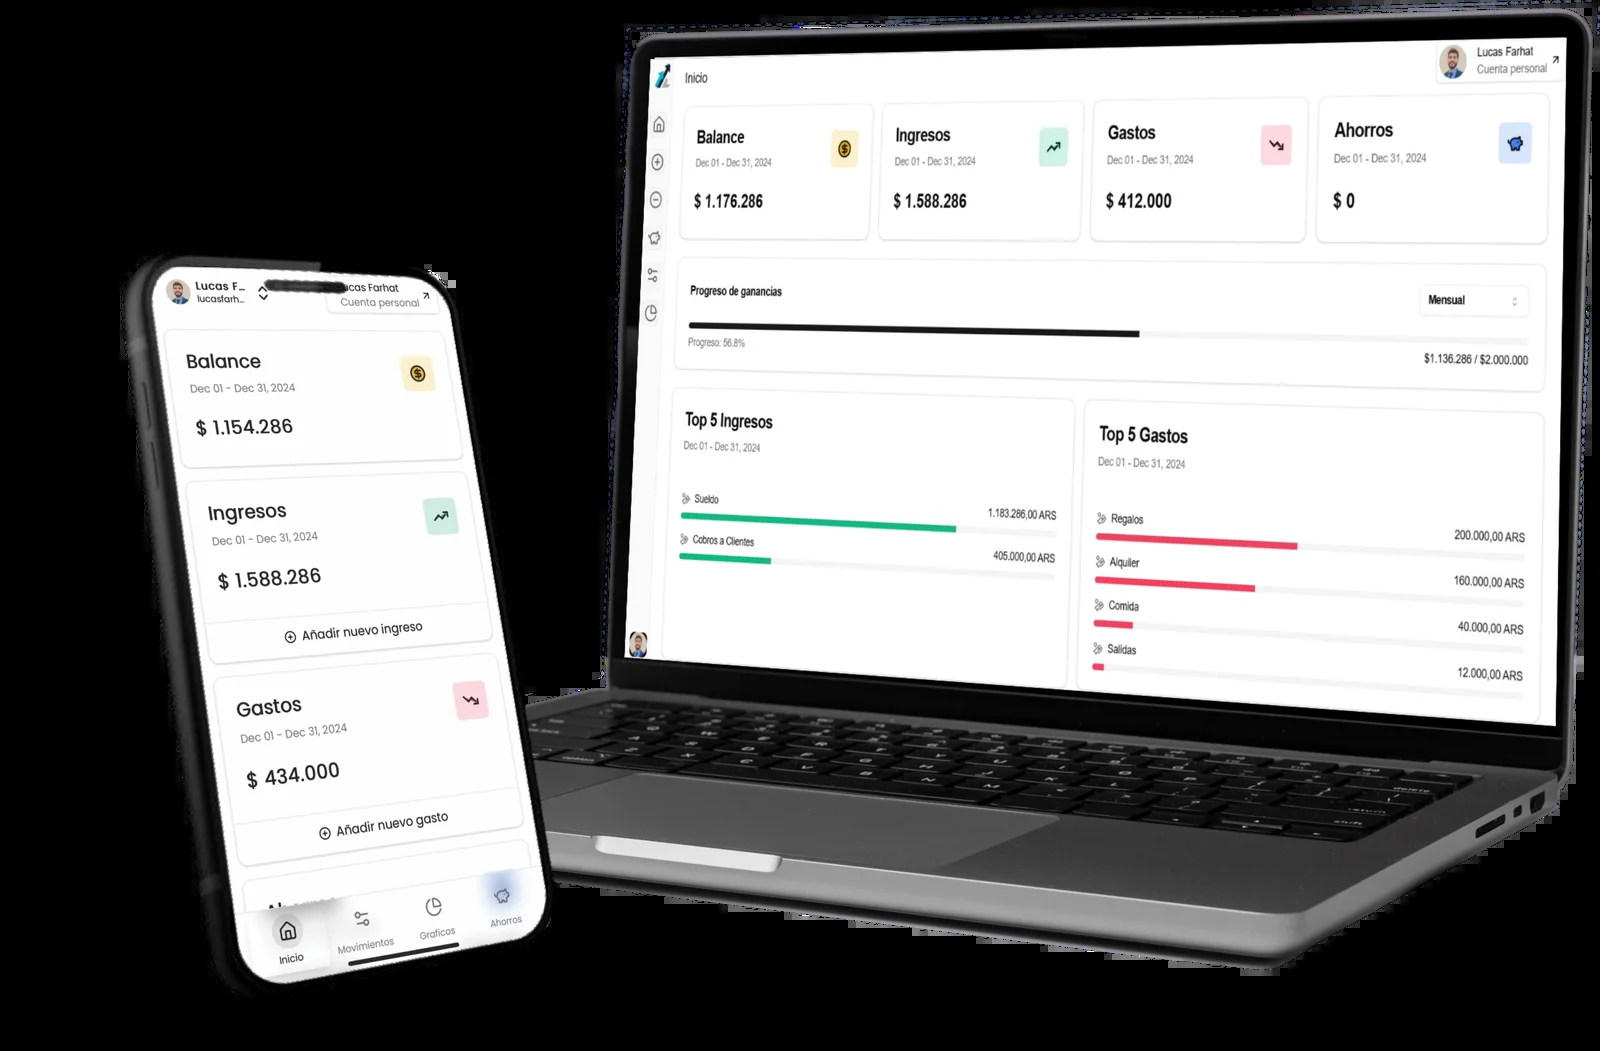 Lucas F...
lucasfarh...
ucas Farhat
Cuenta personal
Balance
Dec 01 - Dec 31, 2024
$ 1.154.286
Ingresos
Dec 01 - Dec 31, 2024
$ 1.588.286
Añadir nuevo ingreso
Gastos
Dec 01 - Dec 31, 2024
$ 434.000
Añadir nuevo gasto
Inicio
Movimientos
Graficos
Ahorros
Inicio
Lucas Farhat
Cuenta personal
Balance
Dec 01 - Dec 31, 2024
$ 1.176.286
Ingresos
Dec 01 - Dec 31, 2024
$ 1.588.286
Gastos
Dec 01 - Dec 31, 2024
$ 412.000
Ahorros
Dec 01 - Dec 31, 2024
$ 0
Progreso de ganancias
Mensual
Progreso: 56.8%
$1.136.286 / $2.000.000
Top 5 Ingresos
Dec 01 - Dec 31, 2024
Sueldo
1.183.286,00 ARS
Cobros a Clientes
405.000,00 ARS
Top 5 Gastos
Dec 01 - Dec 31, 2024
Regalos
200.000,00 ARS
Alquiler
160.000,00 ARS
Comida
40.000,00 ARS
Salidas
12.000,00 ARS